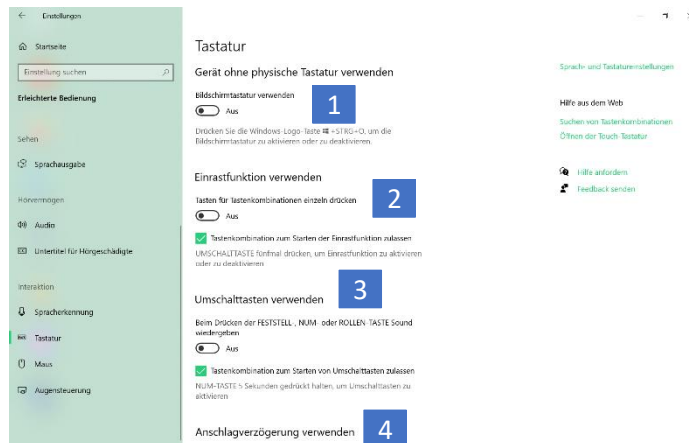 Einstellungen
Startseite
Einstellung suchen
Erleichterte Bedienung
Sehen
Sprachausgabe
Hörvermögen
Audio
Untertitel für Hörgeschädigte
Interaktion
Spracherkennung
Tastatur
Maus
Augensteuerung
Tastatur
Gerät ohne physische Tastatur verwenden
Bildschirmtastatur verwenden
Aus
1
Drücken Sie die Windows-Logo-Taste +STRG+O, um die
Bildschirmtastatur zu aktivieren oder zu deaktivieren.
Einrastfunktion verwenden
2
Tasten für Tastenkombinationen einzeln drücken
Aus
Tastenkombination zum Starten der Einrastfunktion zulassen
UMSCHALTTASTE fünfmal drücken, um Einrastfunktion zu aktivieren
oder zu deaktivieren
3
Umschalttasten verwenden
Beim Drücken der FESTSTELL-, NUM- oder ROLLEN-TASTE Sound
wiedergeben
Aus
Tastenkombination zum Starten von Umschalttasten zulassen
NUM-TASTE 5 Sekunden gedrückt halten, um Umschalttasten zu
aktivieren
Anschlagverzögerung verwenden
4
Sprach- und Tastatureinstellungen
Hilfe aus dem Web
Suchen von Tastenkombinationen
Öffnen der Touch-Tastatur
Hilfe anfordern
Feedback senden